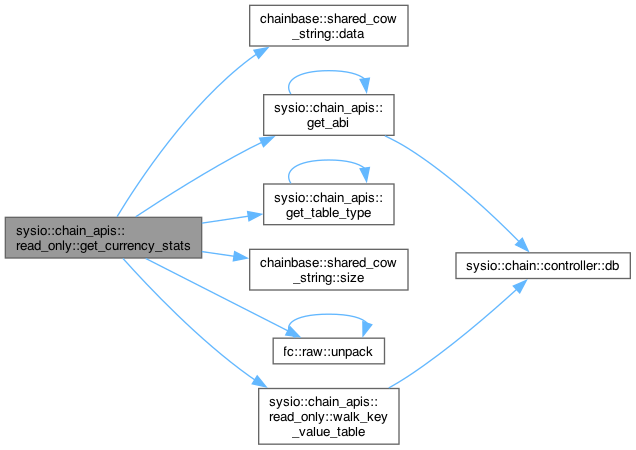 chainbase::shared_cow
_string::data
sysio::chain_apis::
get_abi
sysio::chain_apis::
get_table_type
sysio::chain_apis::
read_only::get_currency_stats
chainbase::shared_cow
_string::size
sysio::chain::controller::db
fc::raw::unpack
sysio::chain_apis::
read_only::walk_key
_value_table